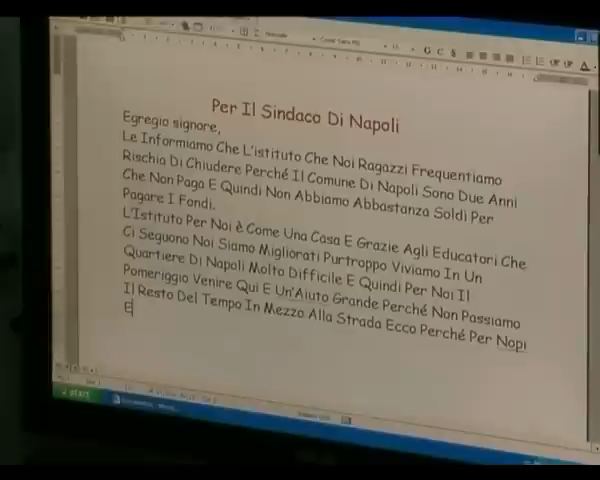 Per Il Sindaco Di Napoli
Egregio signore,
Le Informiamo Che L'istituto Che Noi Ragazzi Frequentiamo
Rischia Di Chiudere Perché Il Comune Di Napoli Sono Due Anni
Che Non Paga E Quindi Non Abbiamo Abbastanza Soldi Per
Pagare I Fondi.
L'Istituto Per Noi è Come Una Casa E Grazie Agli Educatori Che
Ci Seguono Noi Siamo Migliorati Purtroppo Viviamo In Un
Quartiere Di Napoli Molto Difficile E Quindi Per Noi Il
Pomeriggio Venire Qui E Un'Aiuto Grande Perché Non Passiamo
Il Resto Del Tempo In Mezzo Alla Strada Ecco Perché Per Nopi
E
start